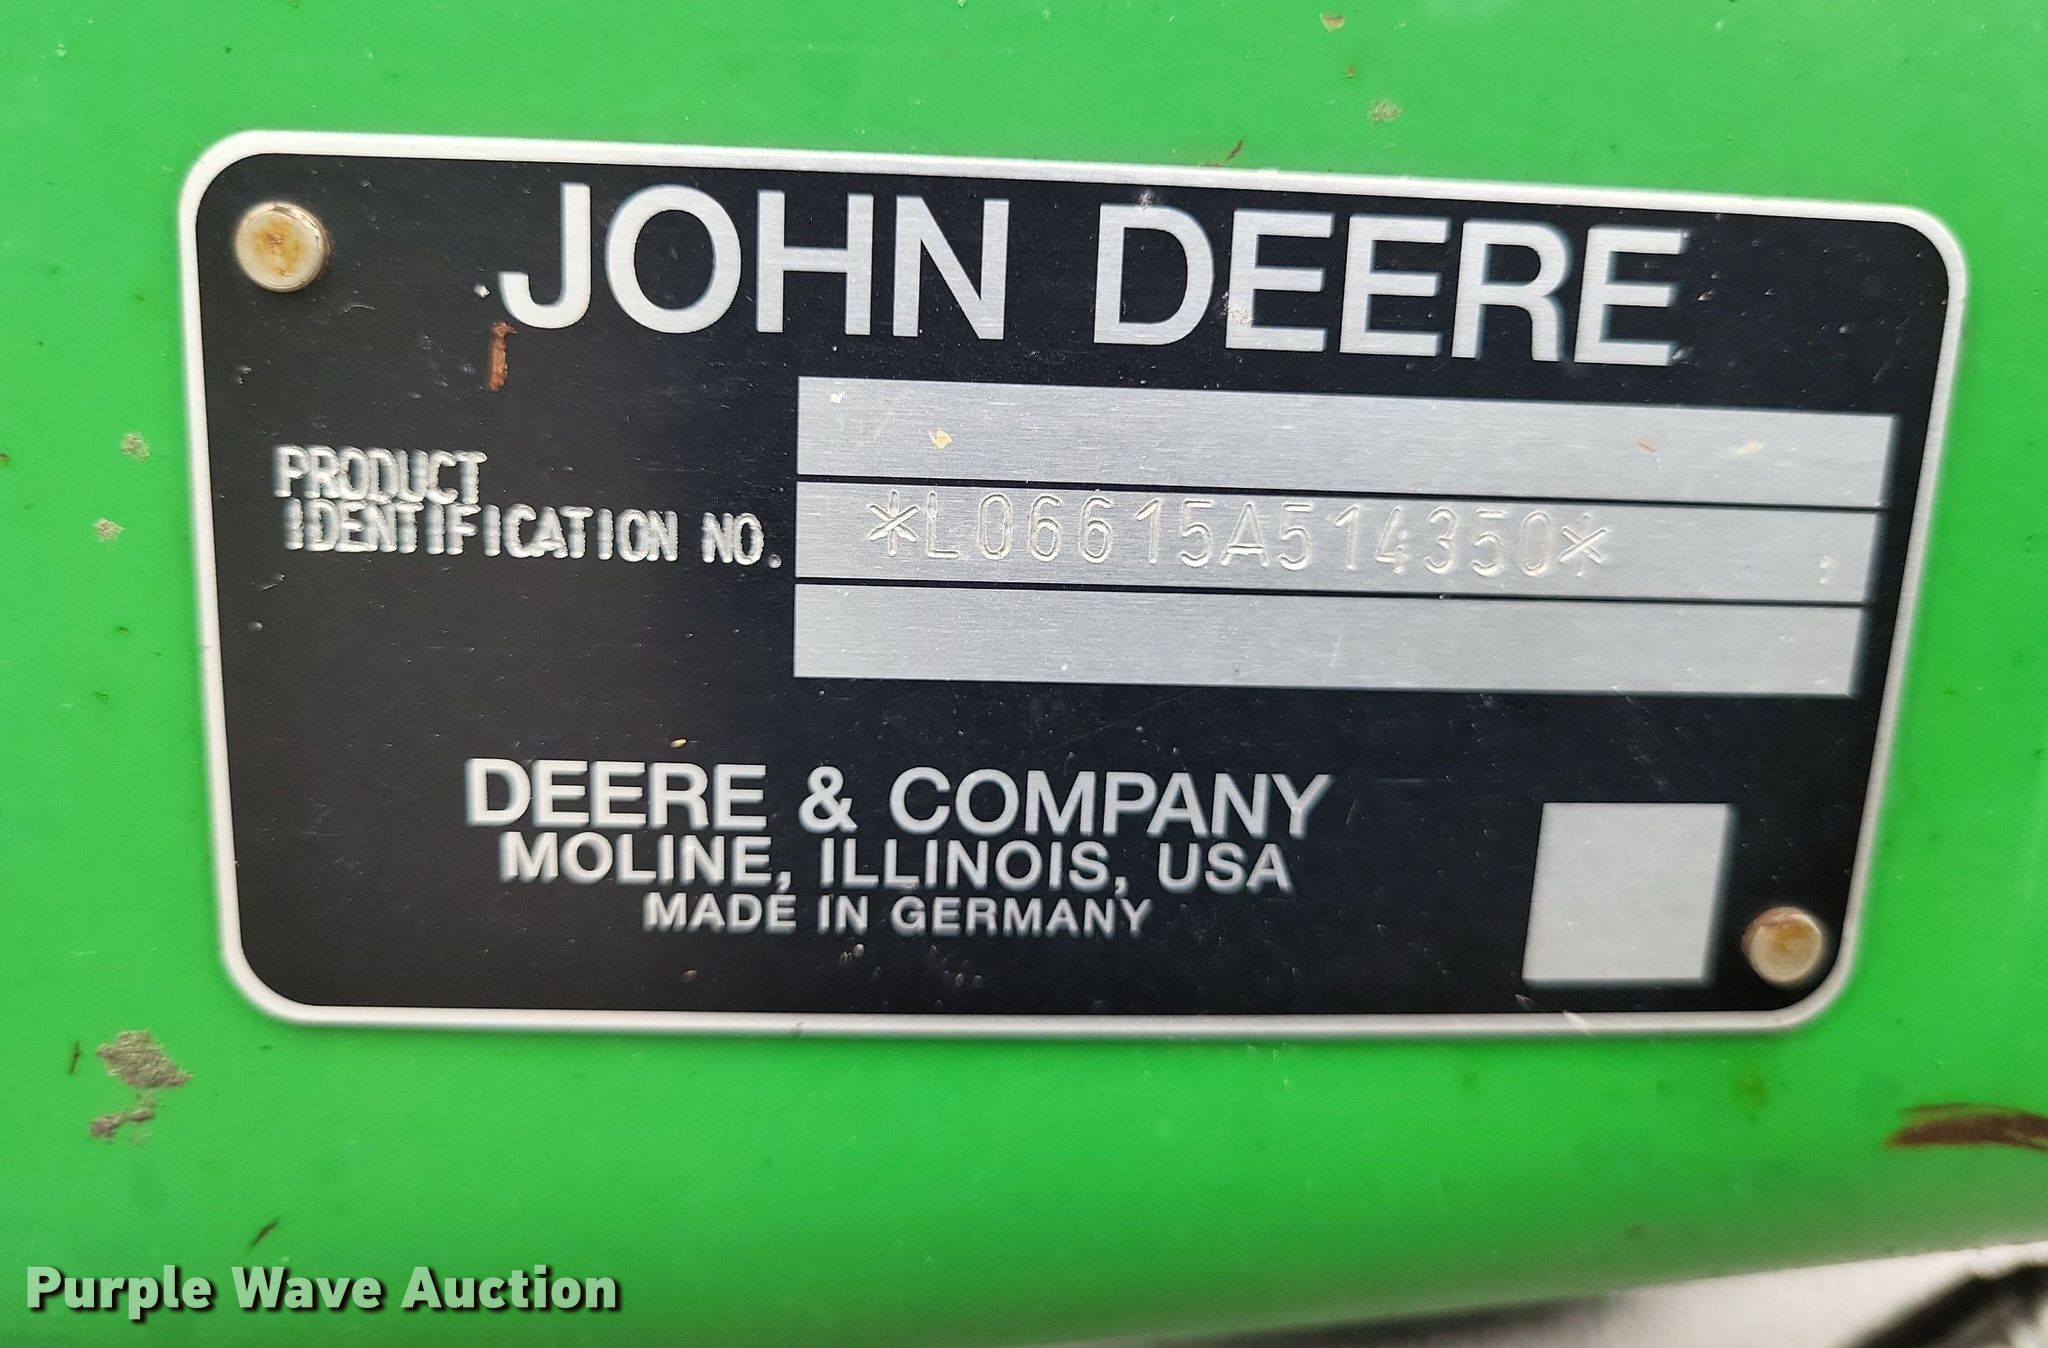 JOHN DEERE
PRODUCT
IDENTIFICATION NO. *L06615A514350*
DEERE & COMPANY
MOLINE, ILLINOIS, USA
MADE IN GERMANY
Purple Wave Auction